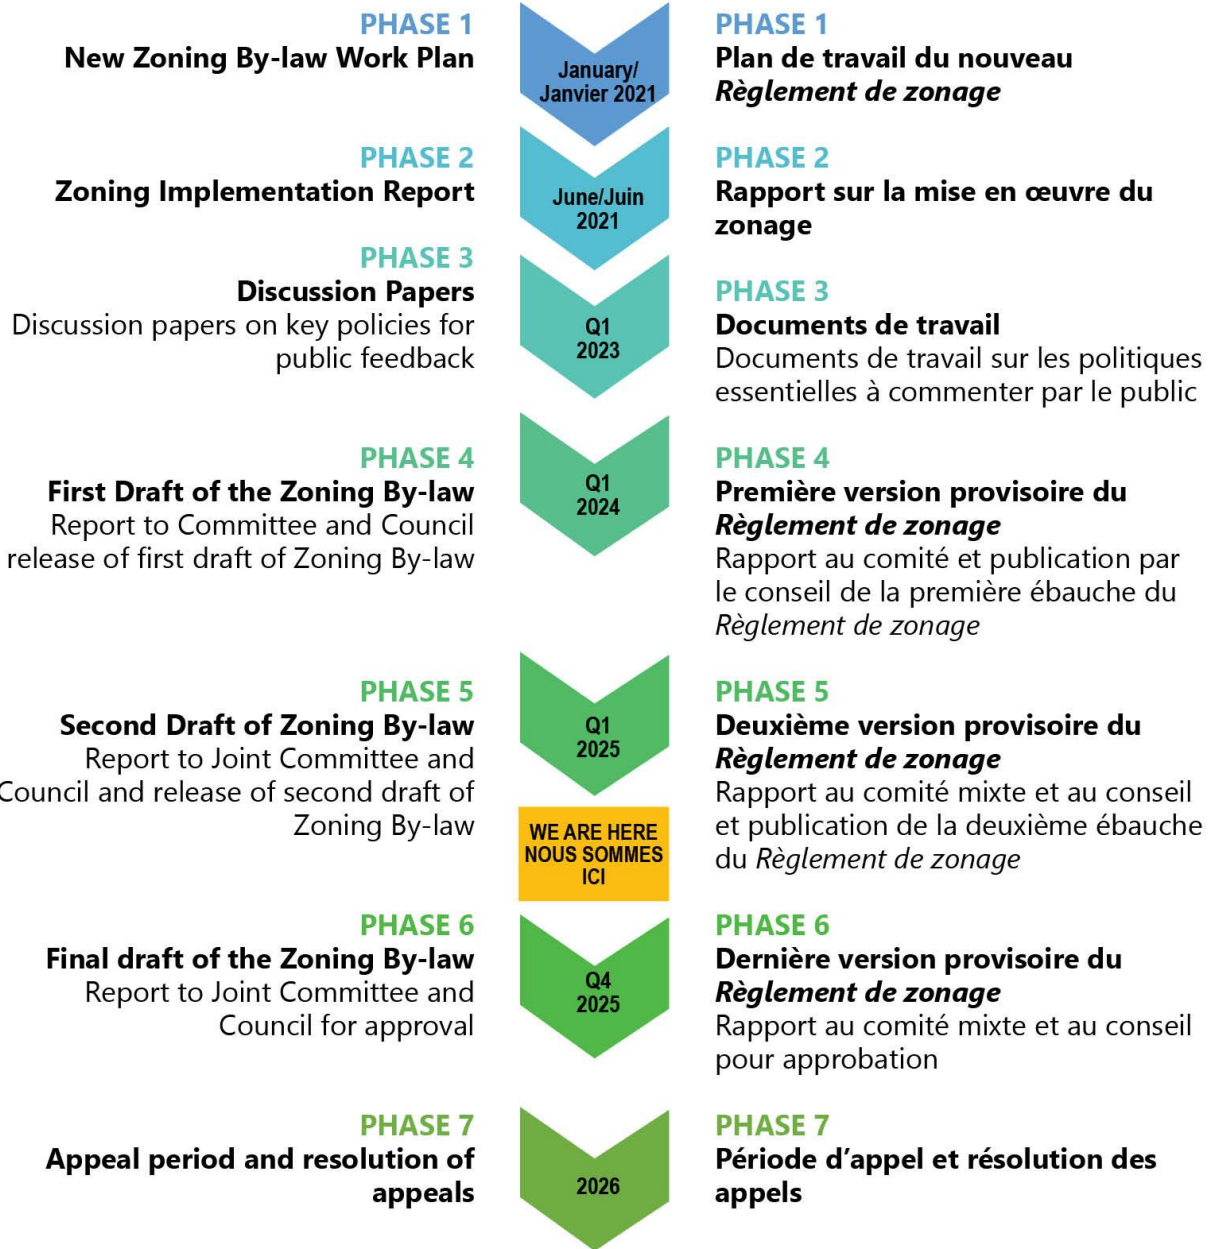 PHASE 1
New Zoning By-law Work Plan
January/
Janvier 2021
PHASE 1
Plan de travail du nouveau
Règlement de zonage
PHASE 2
Zoning Implementation Report
June/Juin
2021
PHASE 2
Rapport sur la mise en œuvre du
zonage
PHASE 3
Discussion Papers
Discussion papers on key policies for
public feedback
Q1
2023
PHASE 3
Documents de travail
Documents de travail sur les politiques
essentielles à commenter par le public
PHASE 4
First Draft of the Zoning By-law
Report to Committee and Council
release of first draft of Zoning By-law
Q1
2024
PHASE 4
Première version provisoire du
Règlement de zonage
Rapport au comité et publication par
le conseil de la première ébauche du
Règlement de zonage
PHASE 5
Second Draft of Zoning By-law
Report to Joint Committee and
Council and release of second draft of
Zoning By-law
Q1
2025
PHASE 5
Deuxième version provisoire du
Règlement de zonage
Rapport au comité mixte et au conseil
et publication de la deuxième ébauche
du Règlement de zonage
WE ARE HERE
NOUS SOMMES
ICI
PHASE 6
Final draft of the Zoning By-law
Report to Joint Committee and
Council for approval
Q4
2025
PHASE 6
Dernière version provisoire du
Règlement de zonage
Rapport au comité mixte et au conseil
pour approbation
PHASE 7
Appeal period and resolution of
appeals
2026
PHASE 7
Période d’appel et résolution des
appels